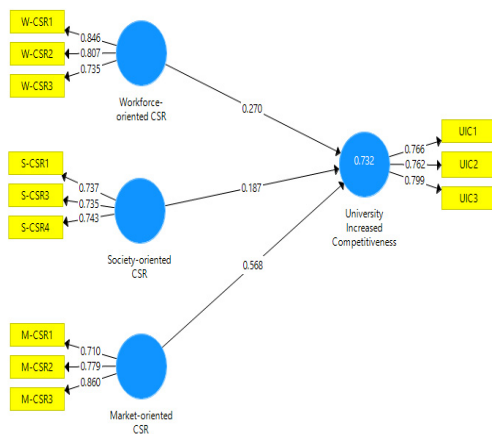 W-CSR1
W-CSR2
W-CSR3
0.846
0.807
0.735
Workforce-
oriented CSR
0.270
S-CSR1
S-CSR3
S-CSR4
0.737
0.735
0.743
Society-oriented
CSR
0.187
M-CSR1
M-CSR2
M-CSR3
0.710
0.779
0.860
Market-oriented
CSR
0.568
0.732
University
Increased
Competitiveness
0.766
0.762
0.799
UIC1
UIC2
UIC3